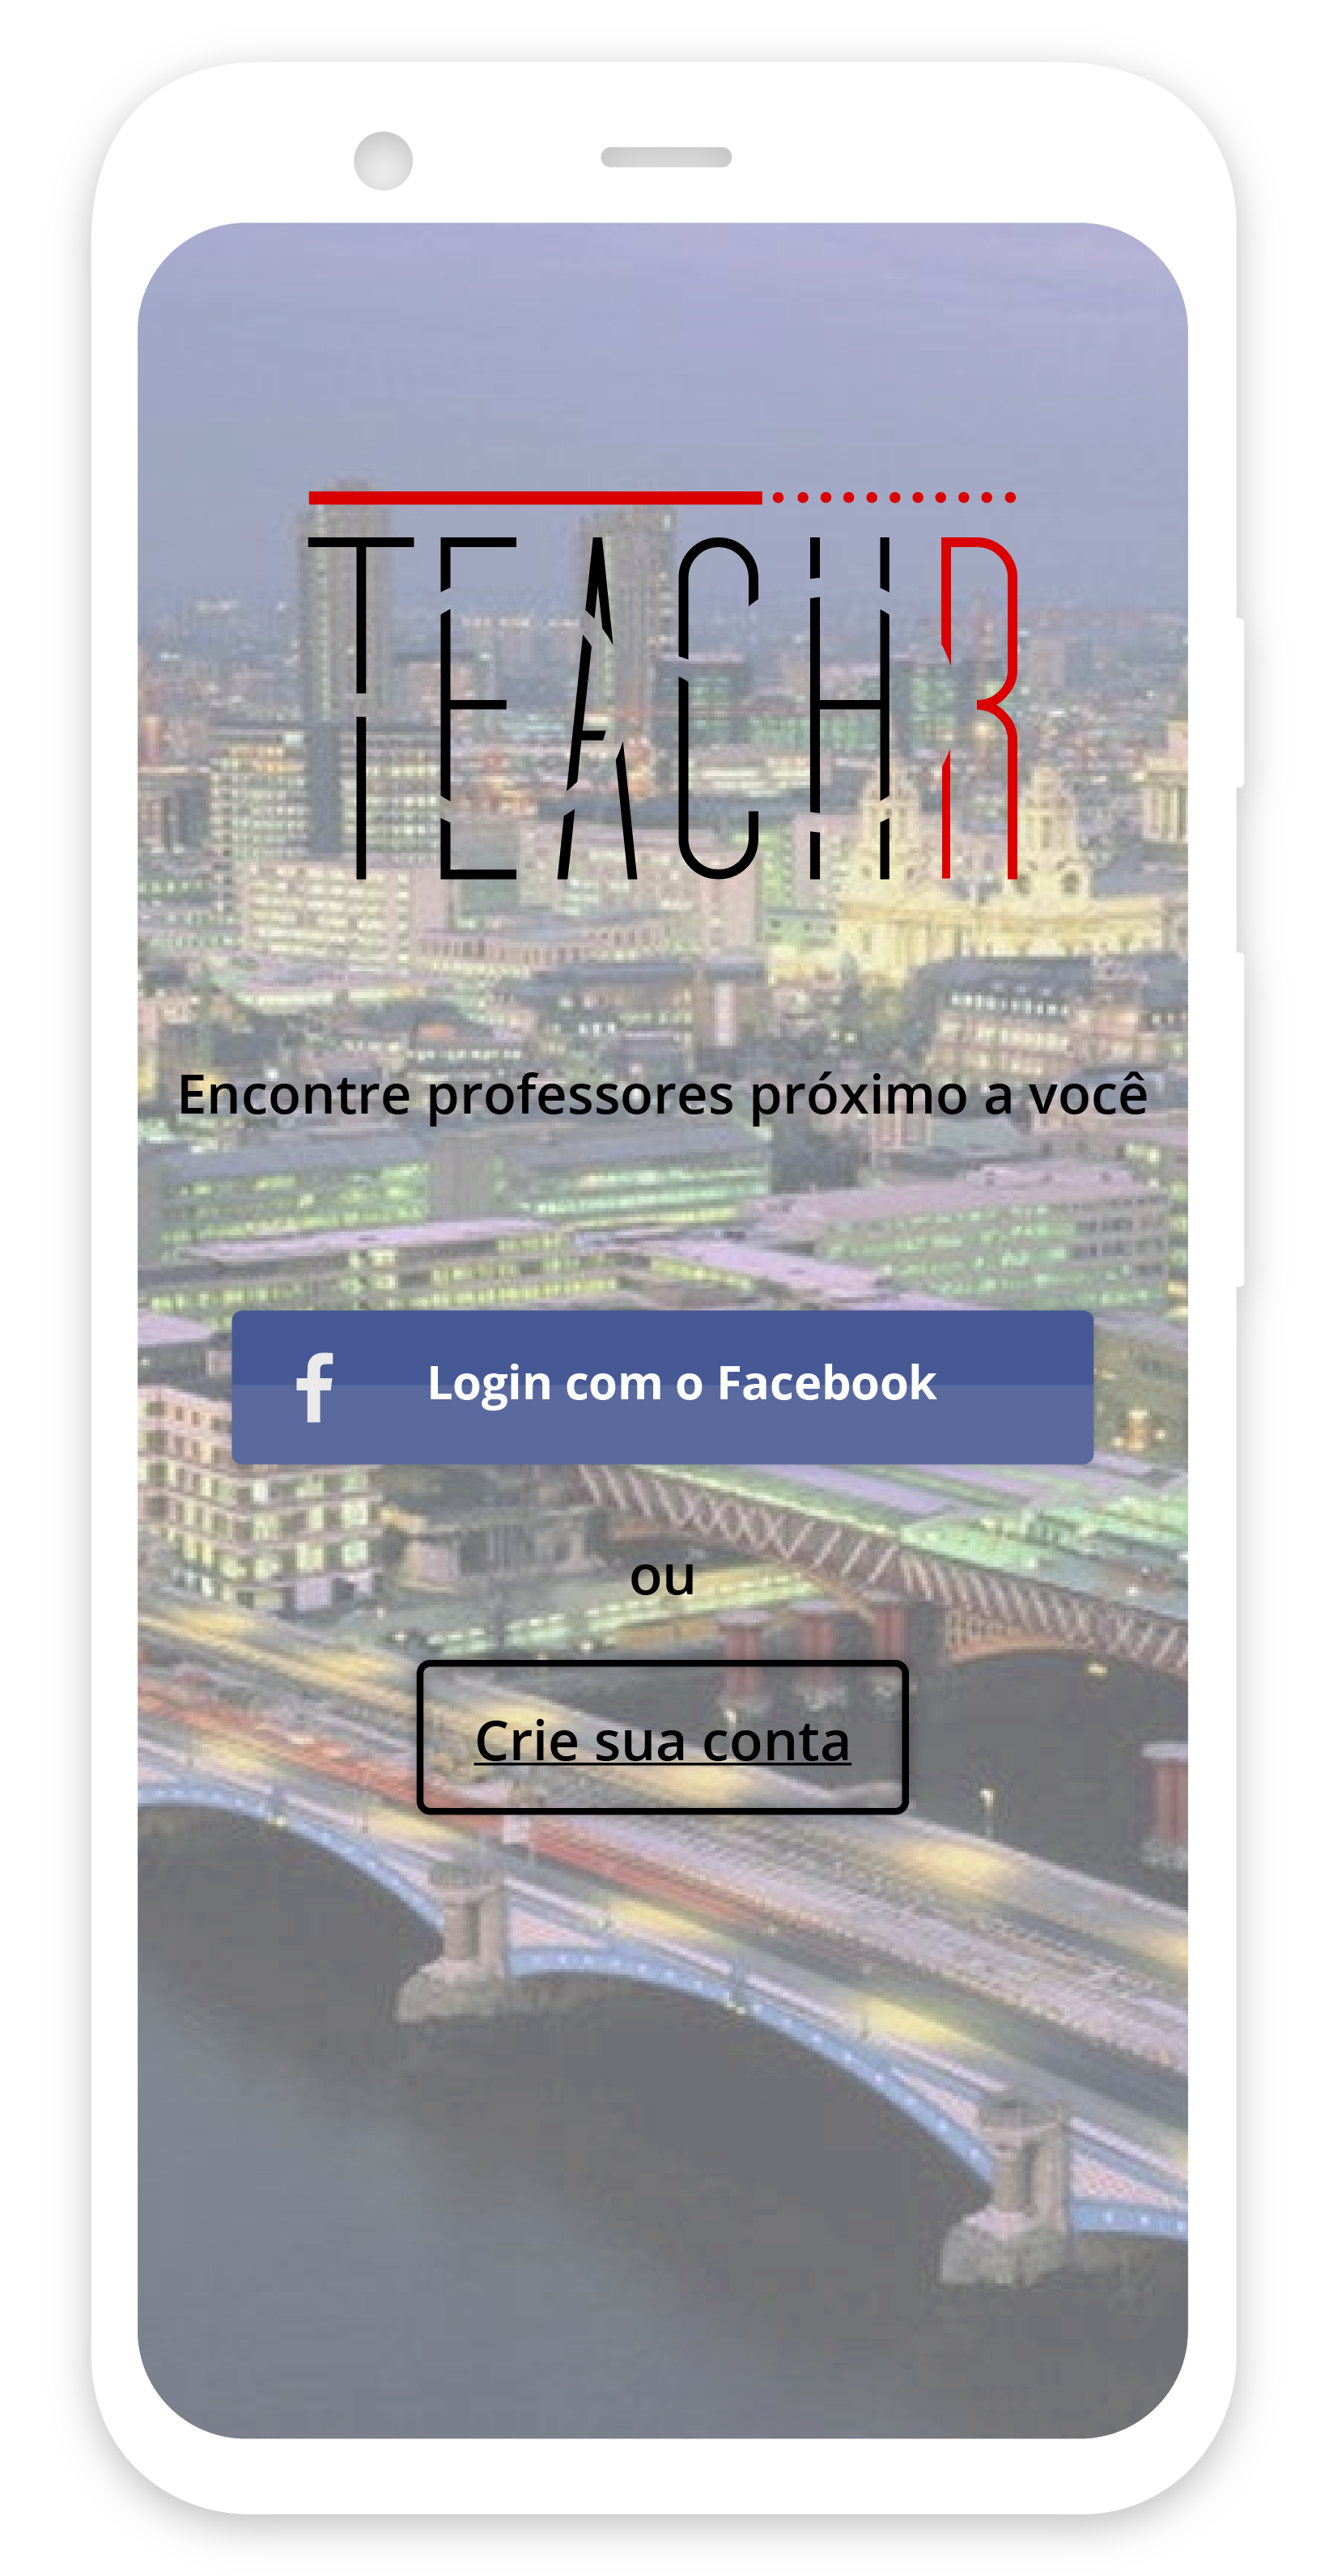 TEACHR
Encontre professores próximo a você
f Login com o Facebook
ou
Crie sua conta